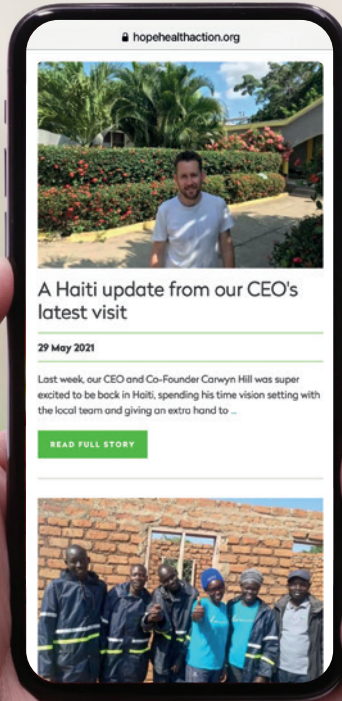 hopehealthaction.org
A Haiti update from our CEO's
latest visit
29 May 2021
Last week, our CEO and Co-Founder Carwyn Hill was super
excited to be back in Haiti, spending his time vision setting with
the local team and giving an extra hand to ...
READ FULL STORY